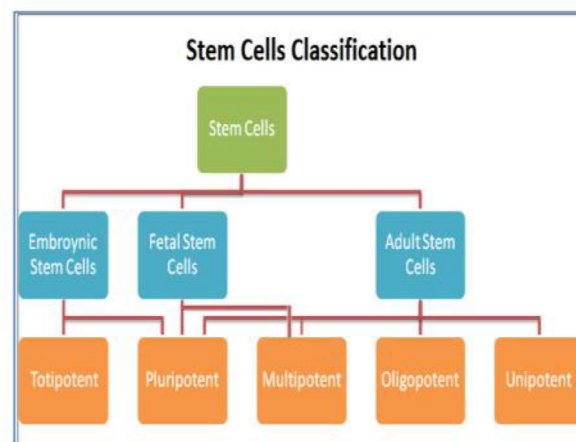 Stem Cells Classification
Stem Cells
Embroynic
Stem Cells
Fetal Stem
Cells
Adult Stem
Cells
Totipotent
Pluripotent
Multipotent
Oligopotent
Unipotent